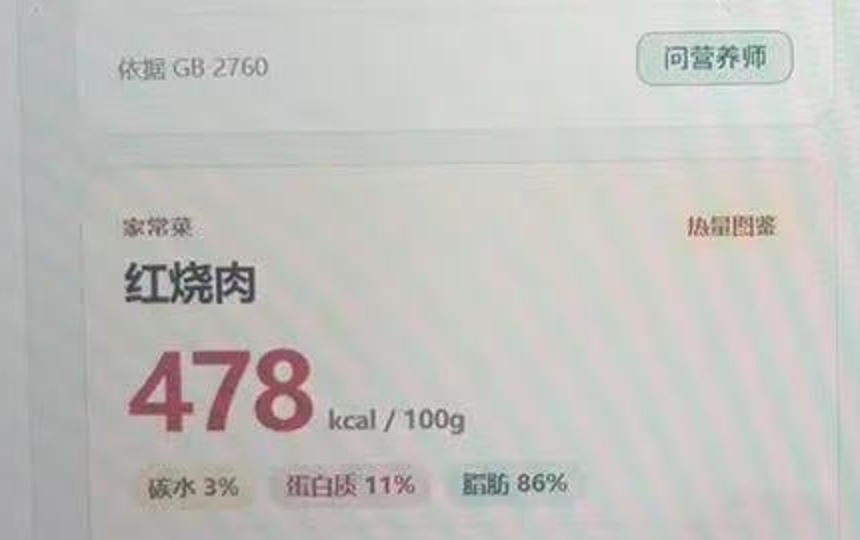 依据 GB 2760
问营养师
家常菜
热量图鉴
红烧肉
478 kcal / 100g
碳水 3%
蛋白质 11%
脂肪 86%